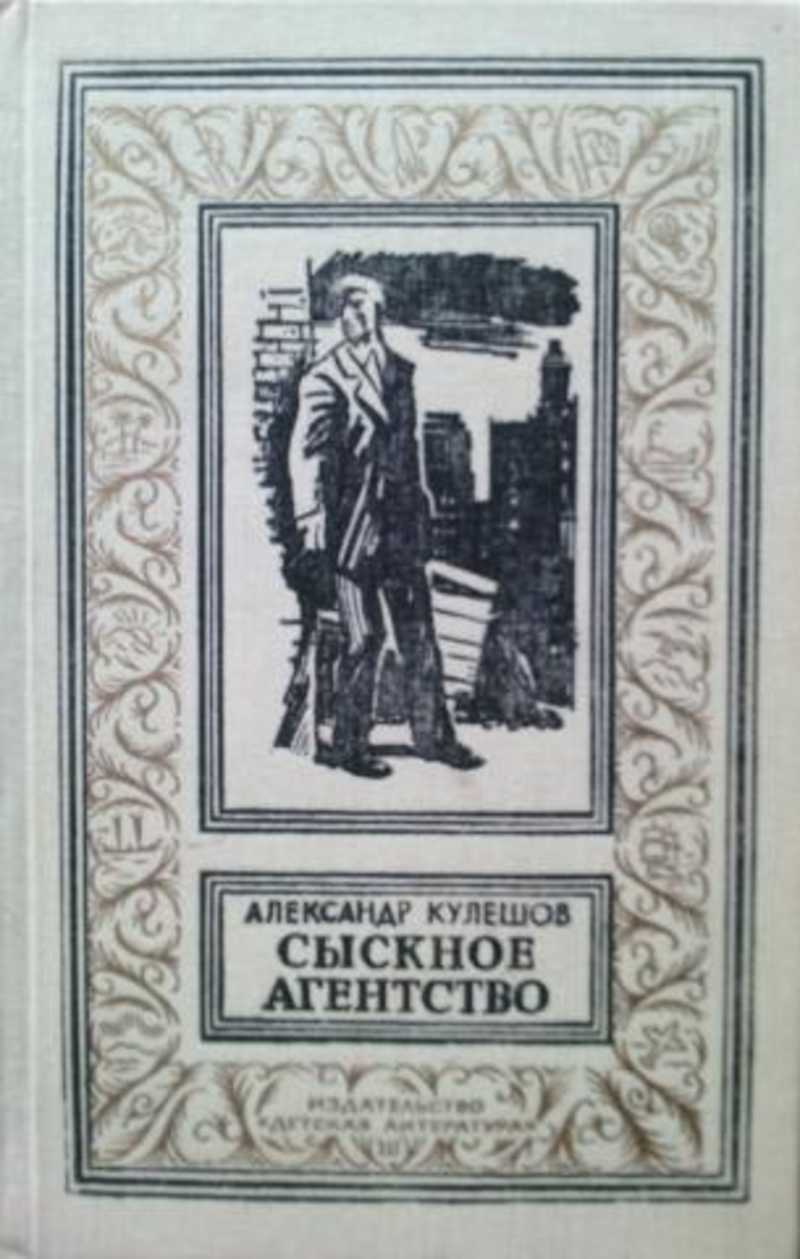 АЛЕКСАНДР КУЛЕШОВ
СЫСКНОЕ
АГЕНТСТВО
ИЗДАТЕЛЬСТВО
«ДЕТСКАЯ ЛИТЕРАТУРА»